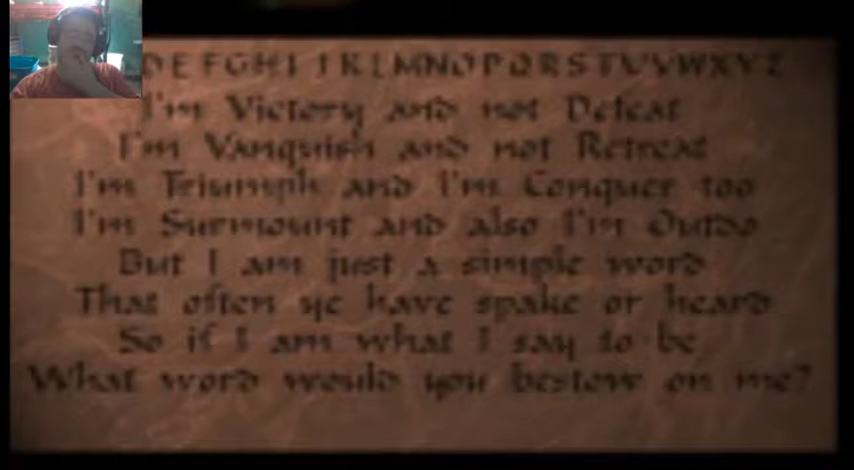 D E F G H I J K L M N O P Q R S T U V W X Y Z
I'm Victory and not Defeat
I'm Vanquish and not Retreat
I'm Triumph and I'm Conquer too
I'm Surmount and also I'm Outdo
But I am just a simple word
That often ye have spake or heard
So if I am what I say to be
What word would you bestow on me?